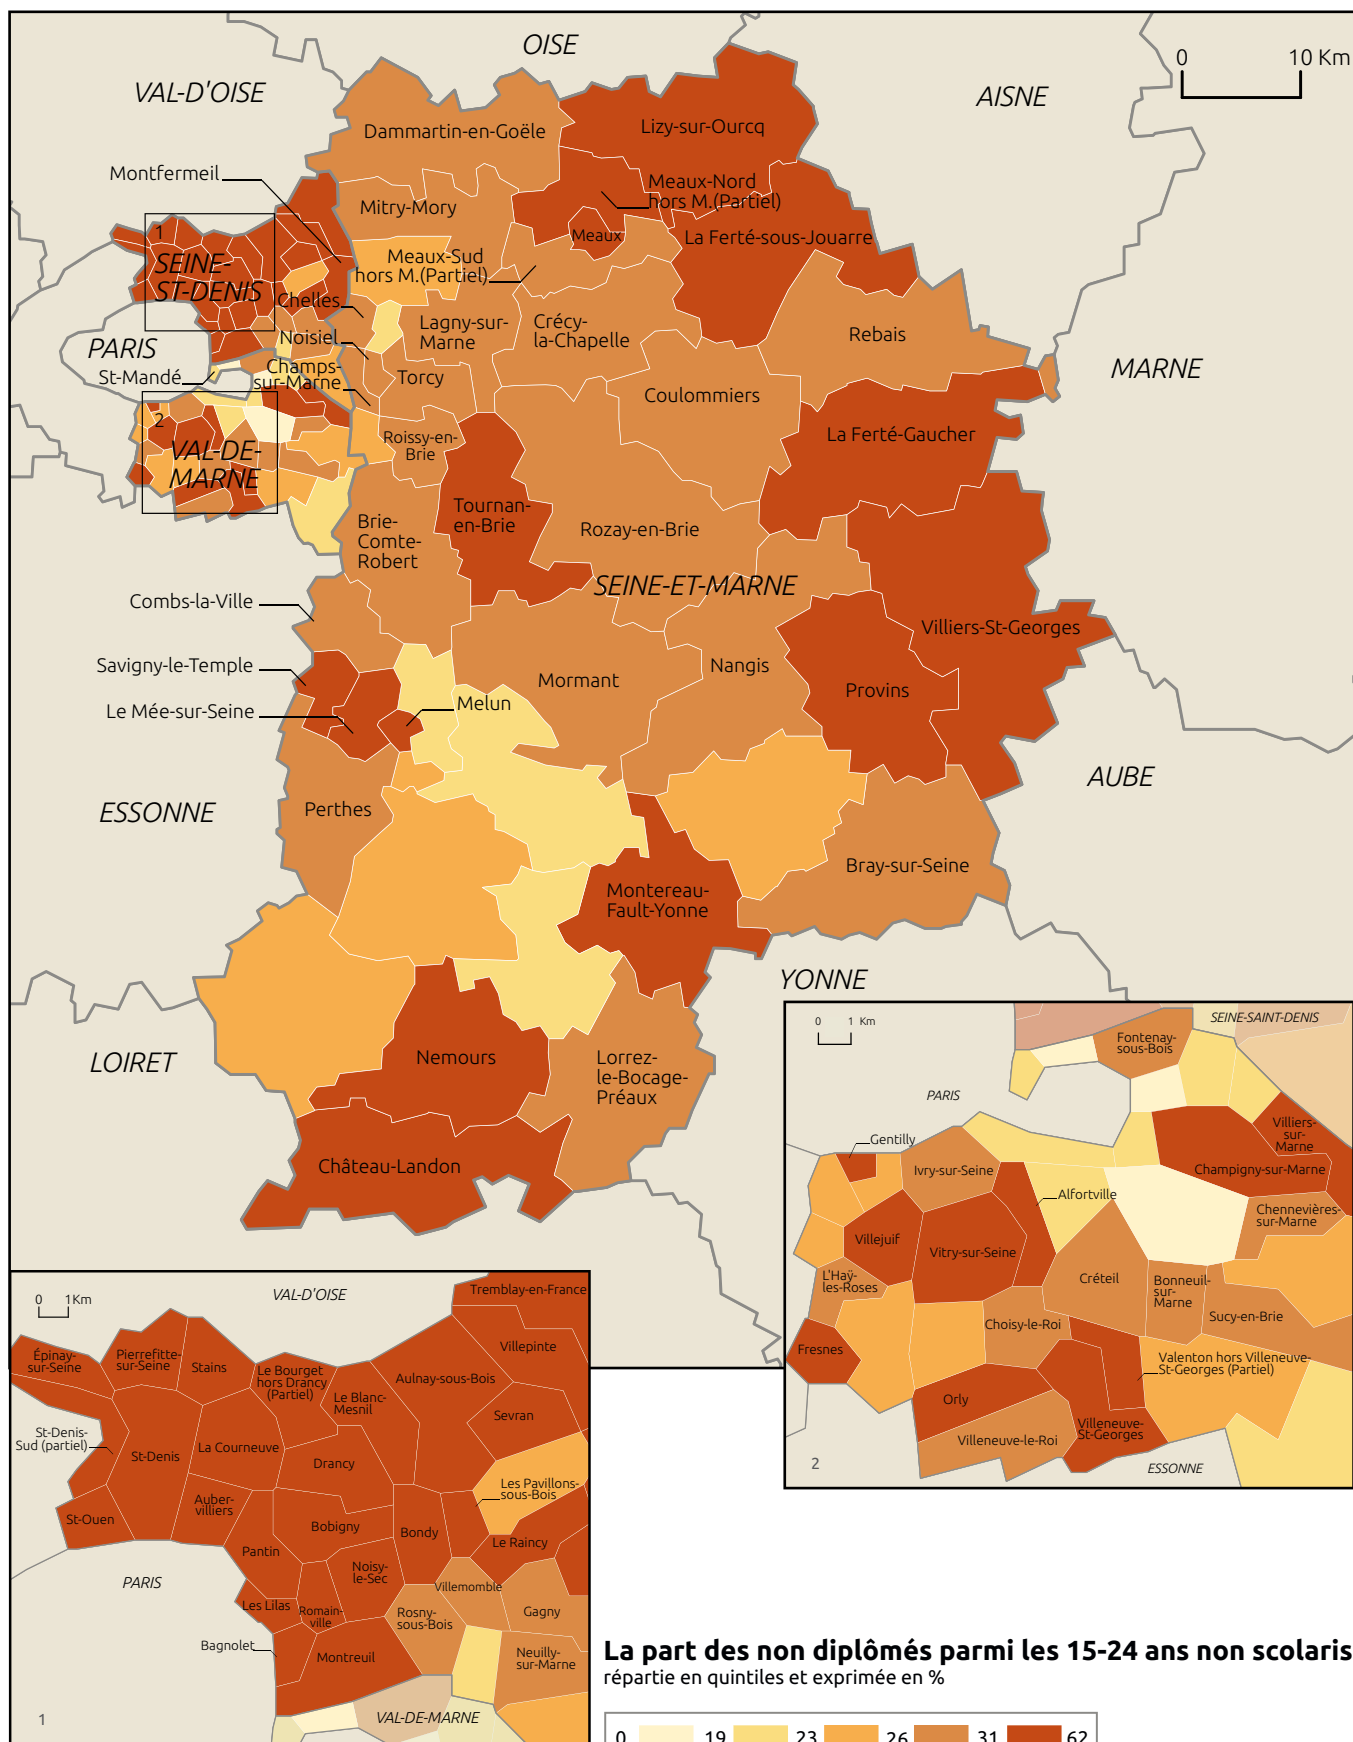 OISE
VAL-D'OISE
AISNE
0 10 Km
Dammartin-en-Goële
Lizy-sur-Ourcq
Montfermeil
Mitry-Mory
Meaux-Nord
hors M.(Partiel)
Meaux
La Ferté-sous-Jouarre
1
SEINE-
ST-DENIS
Meaux-Sud
hors M.(Partiel)
Chelles
Lagny-sur-
Marne
Crécy-
la-Chapelle
Rebais
PARIS
Noisiel
St-Mandé
Champs-
sur-Marne
Torcy
Coulommiers
MARNE
2
VAL-DE-
MARNE
Roissy-en-
Brie
La Ferté-Gaucher
Tournan-
en-Brie
Brie-
Comte-
Robert
Rozay-en-Brie
SEINE-ET-MARNE
Combs-la-Ville
Villiers-St-Georges
Savigny-le-Temple
Nangis
Mormant
Provins
Le Mée-sur-Seine
Melun
AUBE
ESSONNE
Perthes
Bray-sur-Seine
Montereau-
Fault-Yonne
YONNE
LOIRET
Nemours
Lorrez-
le-Bocage-
Préaux
Château-Landon
0 1 Km
SEINE-SAINT-DENIS
Fontenay-
sous-Bois
PARIS
Villiers-
sur-
Marne
Gentilly
Ivry-sur-Seine
Champigny-sur-Marne
Alfortville
Chennevières-
sur-Marne
Villejuif
Vitry-sur-Seine
L'Haÿ-
les-Roses
Créteil
Bonneuil-
sur-
Marne
Sucy-en-Brie
Choisy-le-Roi
Fresnes
Valenton hors Villeneuve-
St-Georges (Partiel)
Orly
Villeneuve-
St-Georges
Villeneuve-le-Roi
2
ESSONNE
0 1Km
VAL-D'OISE
Tremblay-en-France
Villepinte
Épinay-
sur-Seine
Pierrefitte-
sur-Seine
Stains
Le Bourget
hors Drancy
(Partiel)
Le Blanc-
Mesnil
Aulnay-sous-Bois
Sevran
St-Denis-
Sud (partiel)
St-Denis
La Courneuve
Drancy
Les Pavillons-
sous-Bois
Auber-
villiers
St-Ouen
Bobigny
Bondy
Le Raincy
Pantin
Noisy-
le-Sec
PARIS
Villemomble
Les Lilas
Romain-
ville
Rosny-
sous-Bois
Gagny
Bagnolet
Montreuil
Neuilly-
sur-Marne
1
VAL-DE-MARNE
La part des non diplômés parmi les 15-24 ans non scolaris
répartie en quintiles et exprimée en %
0 19 23 26 31 62